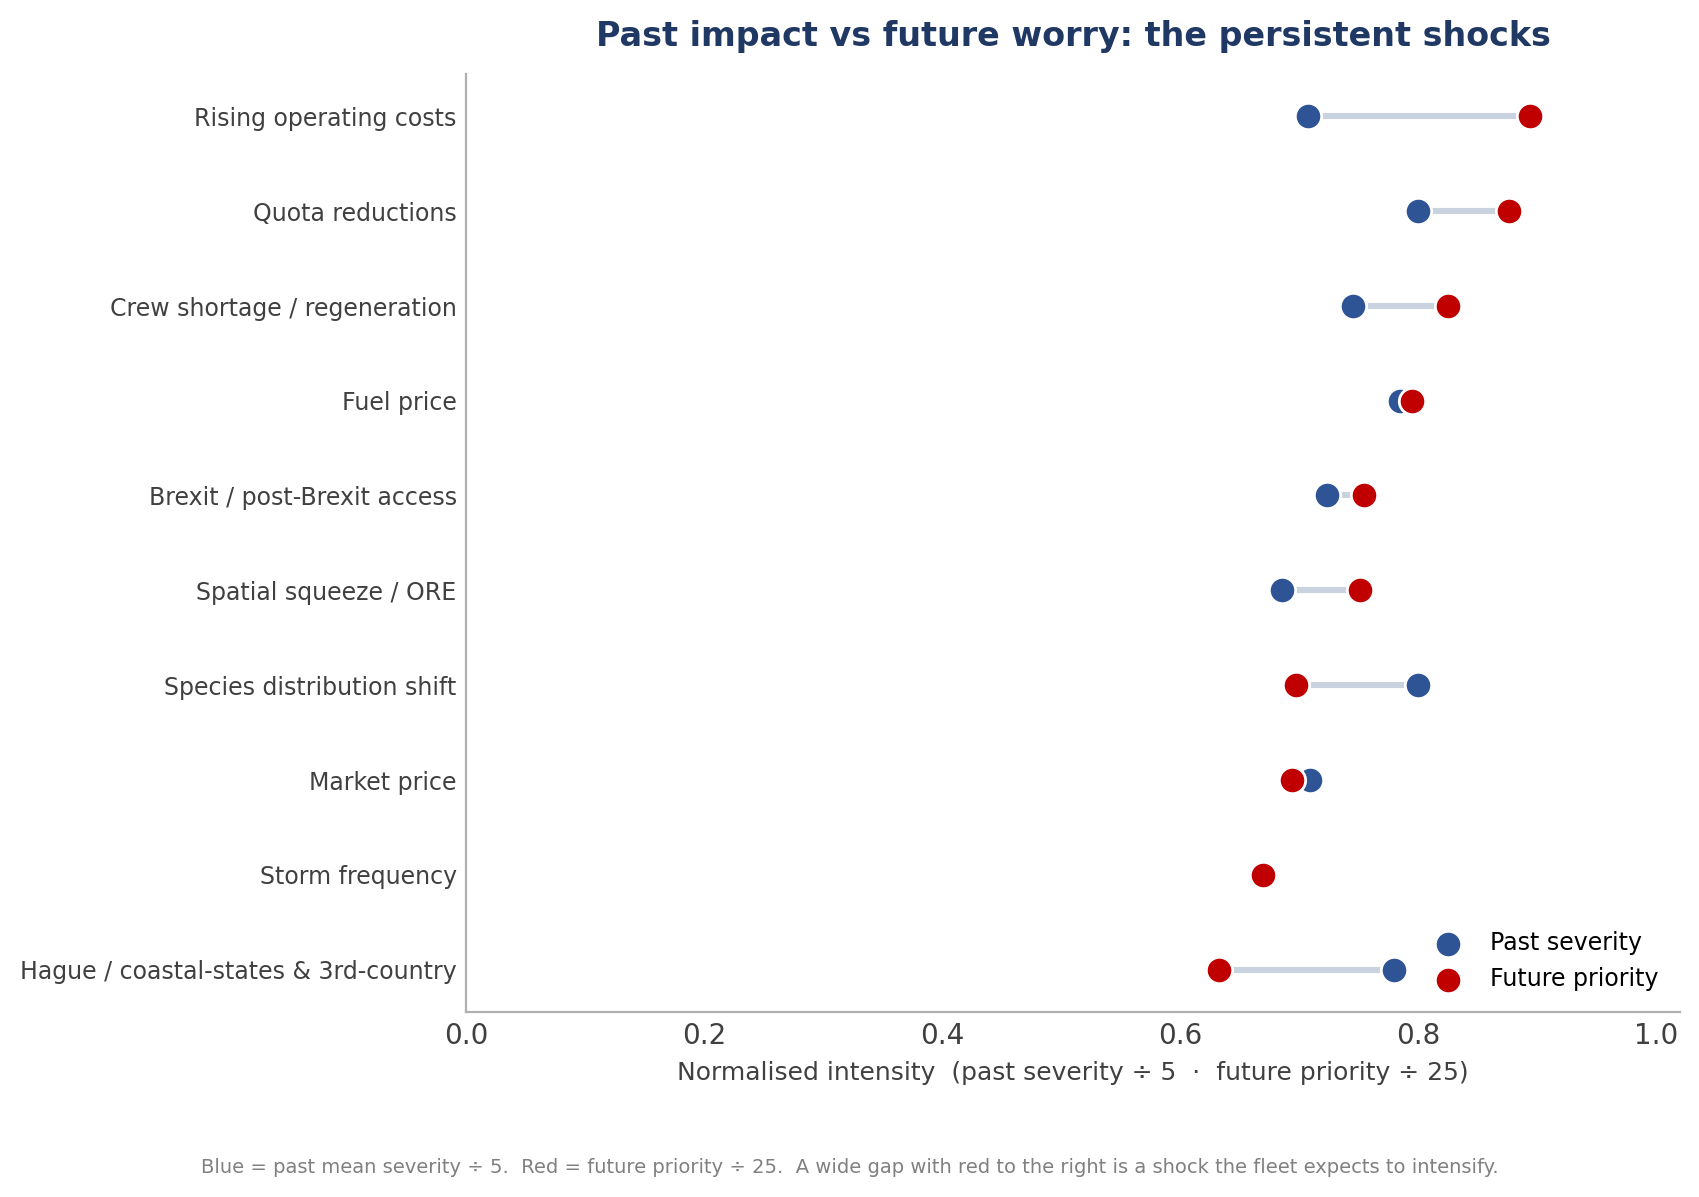 Past impact vs future worry: the persistent shocks
Rising operating costs
Quota reductions
Crew shortage / regeneration
Fuel price
Brexit / post-Brexit access
Spatial squeeze / ORE
Species distribution shift
Market price
Storm frequency
Hague / coastal-states & 3rd-country
Past severity
Future priority
0.0 0.2 0.4 0.6 0.8 1.0
Normalised intensity (past severity ÷ 5 · future priority ÷ 25)
Blue = past mean severity ÷ 5. Red = future priority ÷ 25. A wide gap with red to the right is a shock the fleet expects to intensify.